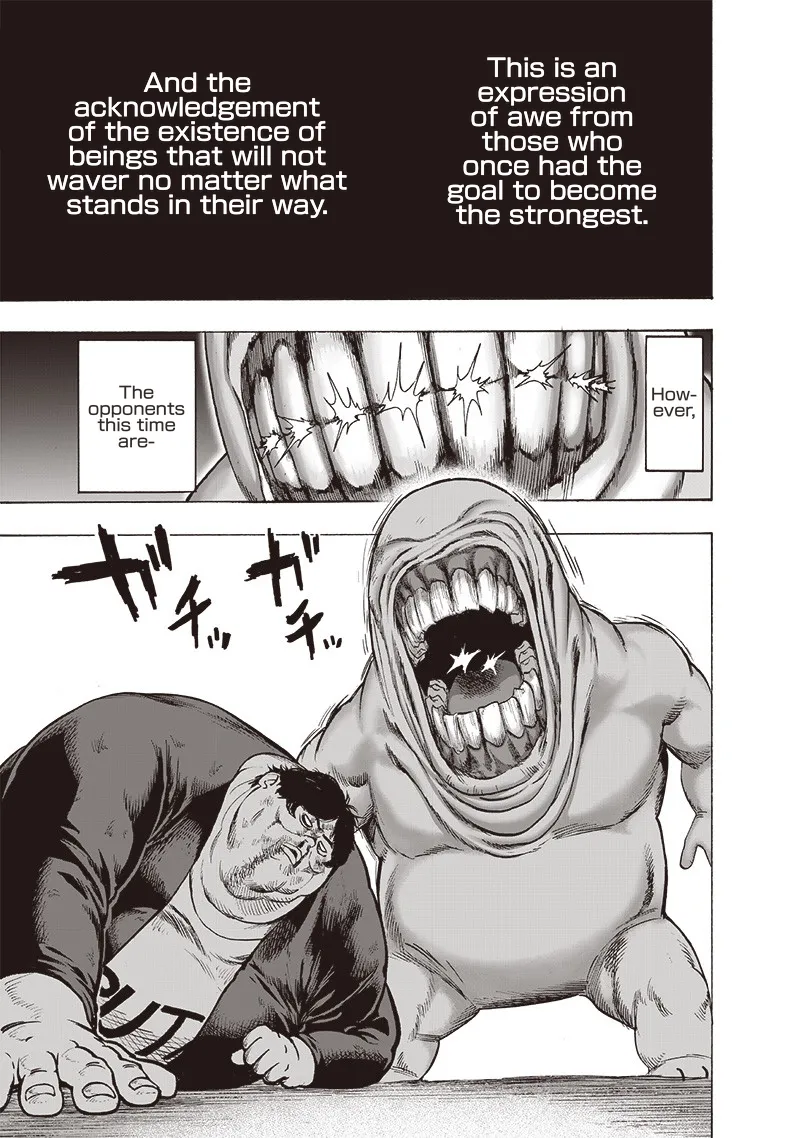 This is an
expression
of awe from
those who
once had the
goal to become
the strongest.
And the
acknowledgement
of the existence of
beings that will not
waver no matter what
stands in their way.
How-
ever,
The
opponents
this time
are-
ガチッ
ガチッ
PUT